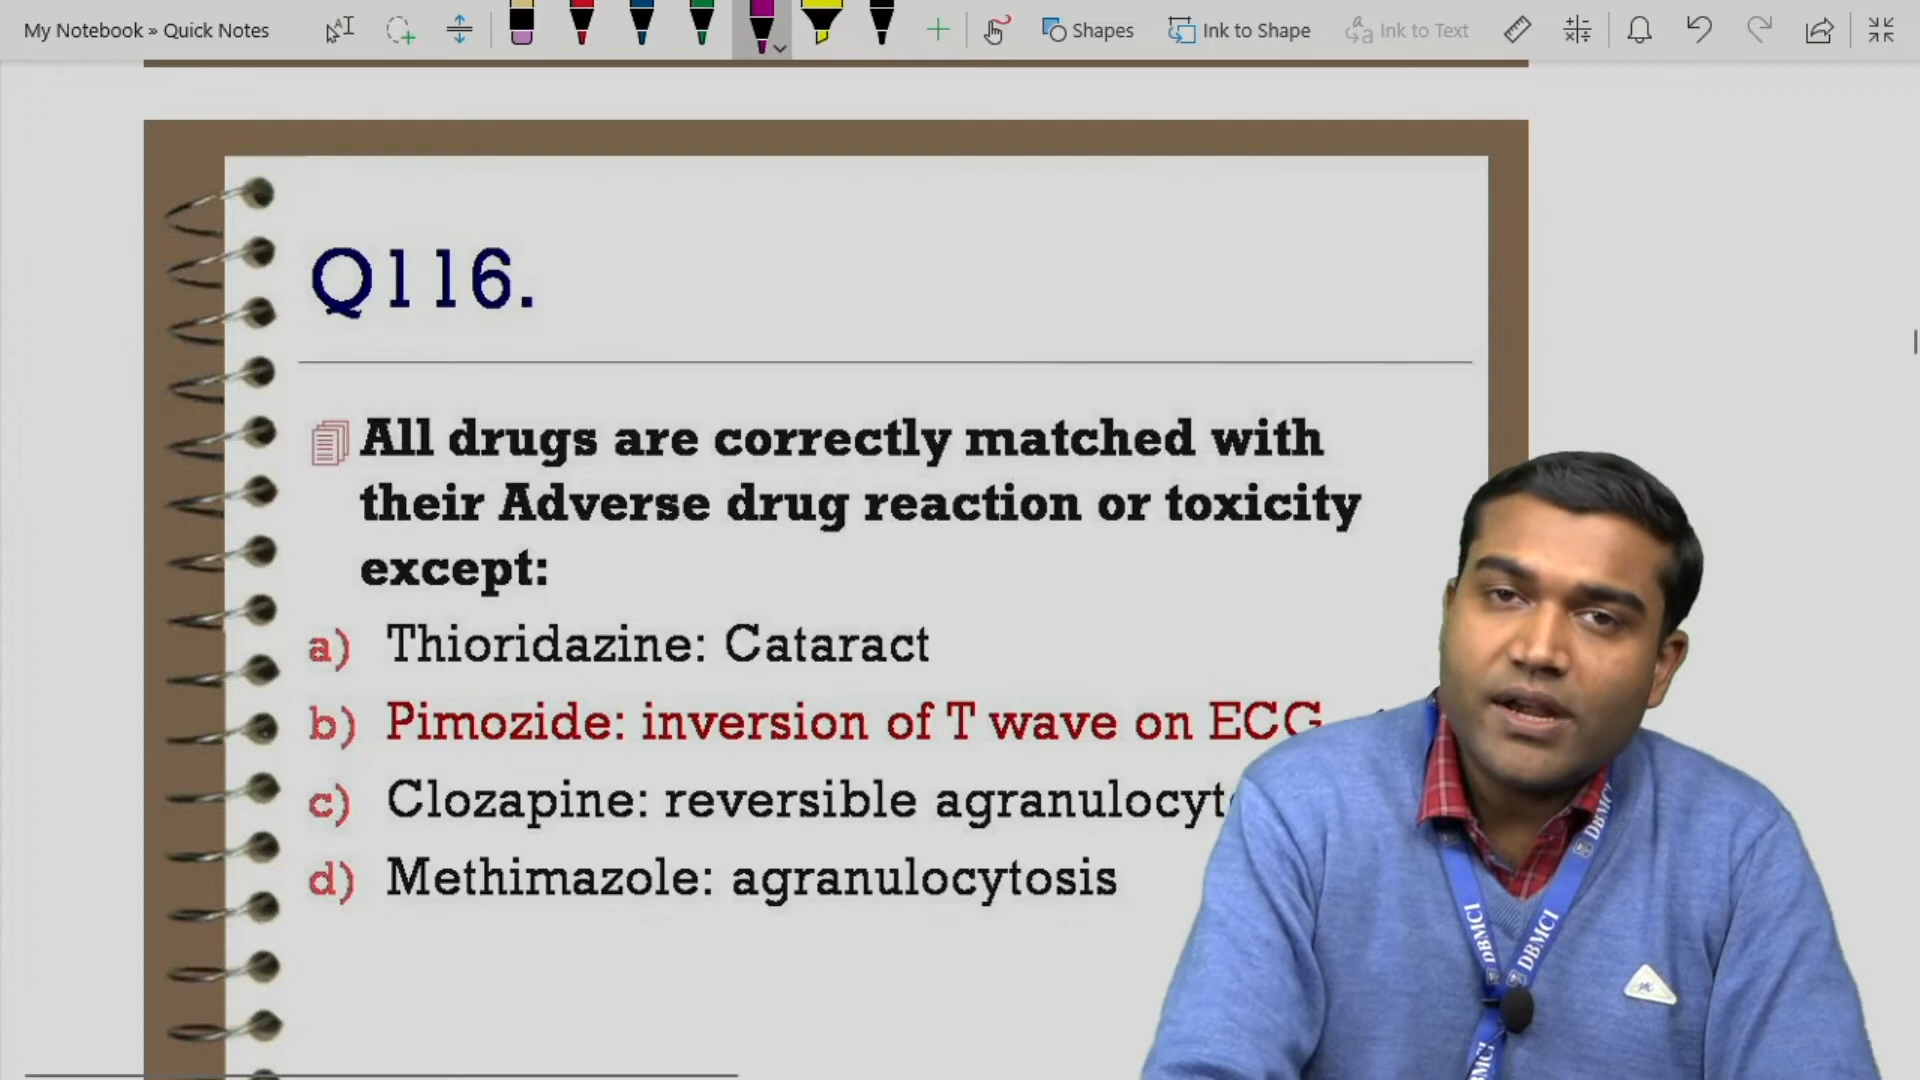 My Notebook » Quick Notes
Shapes
Ink to Shape
Ink to Text
Q116.
All drugs are correctly matched with
their Adverse drug reaction or toxicity
except:
a) Thioridazine: Cataract
b) Pimozide: inversion of T wave on ECG
c) Clozapine: reversible agranulocyt
d) Methimazole: agranulocytosis
DBMCI
DBMCI
DBMCI
DBMCI